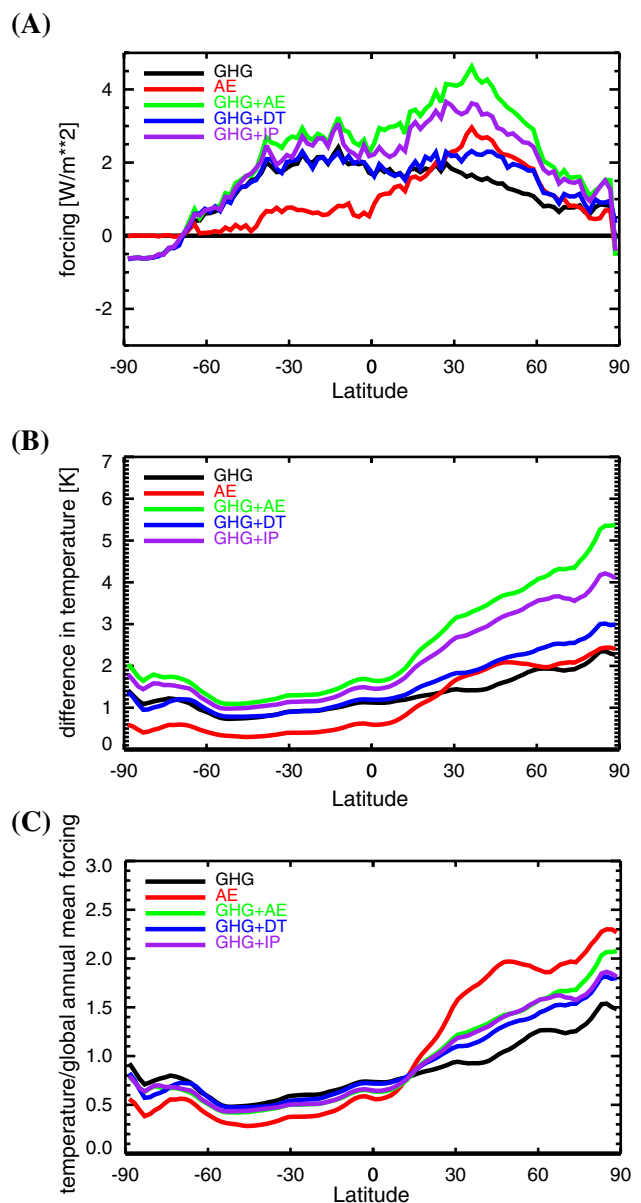 (A)
forcing [W/m**2]
4
2
0
-2
GHG
AE
GHG+AE
GHG+DT
GHG+IP
-90 -60 -30 0 30 60 90
Latitude
(B)
difference in temperature [K]
7
6
5
4
3
2
1
0
GHG
AE
GHG+AE
GHG+DT
GHG+IP
-90 -60 -30 0 30 60 90
Latitude
(C)
temperature/global annual mean forcing
3.0
2.5
2.0
1.5
1.0
0.5
0.0
GHG
AE
GHG+AE
GHG+DT
GHG+IP
-90 -60 -30 0 30 60 90
Latitude